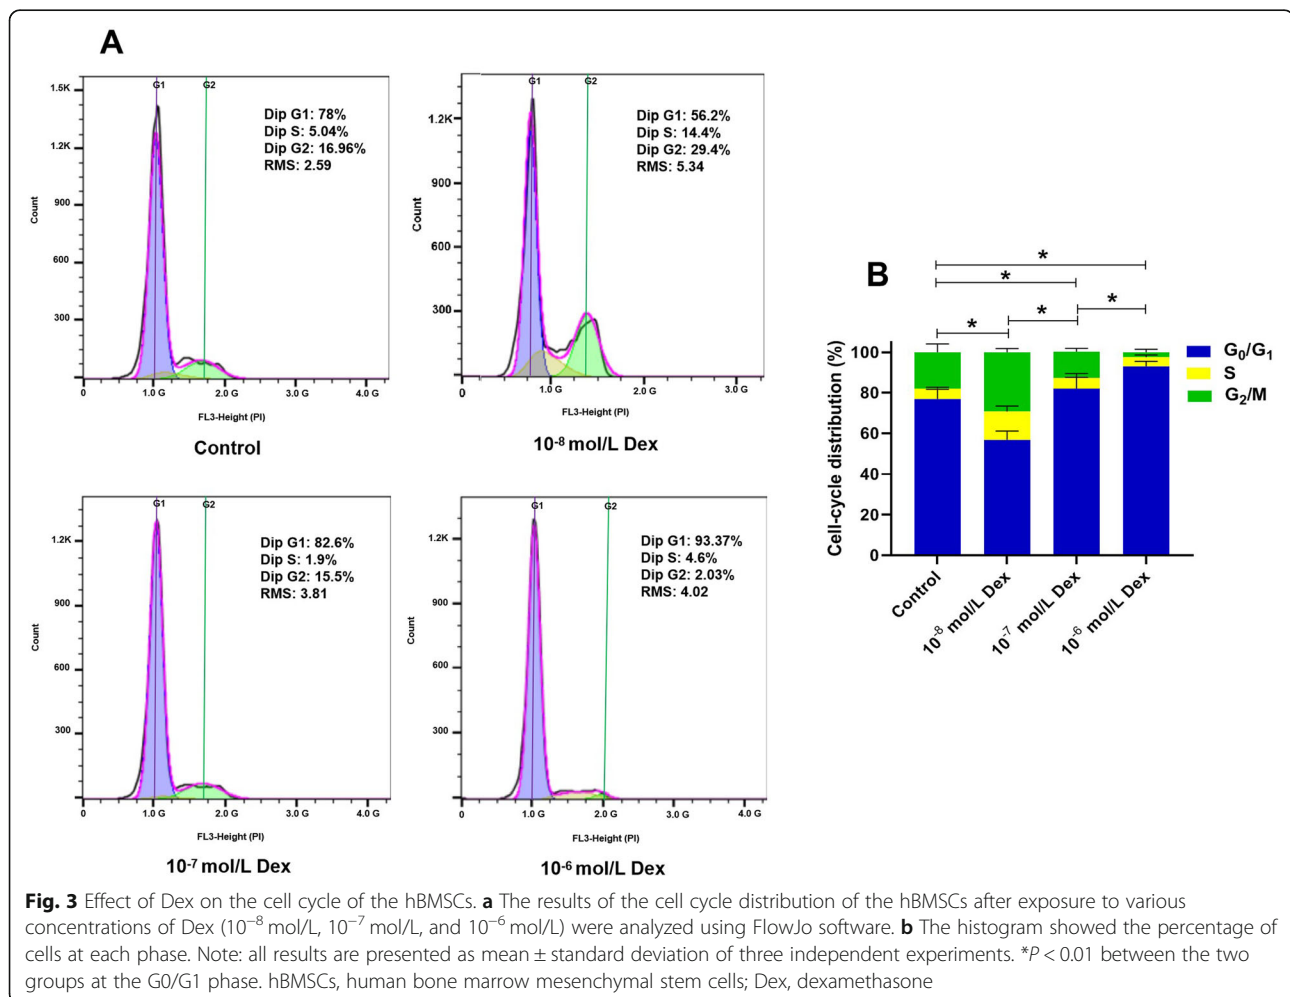 A
G1 G2
1.5K
1.2K
900
600
300
Count
Dip G1: 78%
Dip S: 5.04%
Dip G2: 16.96%
RMS: 2.59
0 1.0 G 2.0 G 3.0 G 4.0 G
FL3-Height (PI)
Control
G1 G2
1.2K
900
600
300
Count
Dip G1: 56.2%
Dip S: 14.4%
Dip G2: 29.4%
RMS: 5.34
0 1.0 G 2.0 G 3.0 G
FL3-Height (PI)
10⁻⁸ mol/L Dex
G1 G2
1.2K
900
600
300
Count
Dip G1: 82.6%
Dip S: 1.9%
Dip G2: 15.5%
RMS: 3.81
0 1.0 G 2.0 G 3.0 G 4.0 G
FL3-Height (PI)
10⁻⁷ mol/L Dex
G1 G2
1.2K
900
600
300
Count
Dip G1: 93.37%
Dip S: 4.6%
Dip G2: 2.03%
RMS: 4.02
0 1.0 G 2.0 G 3.0 G 4.0 G
FL3-Height (PI)
10⁻⁶ mol/L Dex
B
*
*
* * *
Cell-cycle distribution (%)
100
80
60
40
20
0
Control
10⁻⁸ mol/L Dex
10⁻⁷ mol/L Dex
10⁻⁶ mol/L Dex
G₀/G₁
S
G₂/M
Fig. 3 Effect of Dex on the cell cycle of the hBMSCs. a The results of the cell cycle distribution of the hBMSCs after exposure to various
concentrations of Dex (10⁻⁸ mol/L, 10⁻⁷ mol/L, and 10⁻⁶ mol/L) were analyzed using FlowJo software. b The histogram showed the percentage of
cells at each phase. Note: all results are presented as mean ± standard deviation of three independent experiments. *P < 0.01 between the two
groups at the G0/G1 phase. hBMSCs, human bone marrow mesenchymal stem cells; Dex, dexamethasone